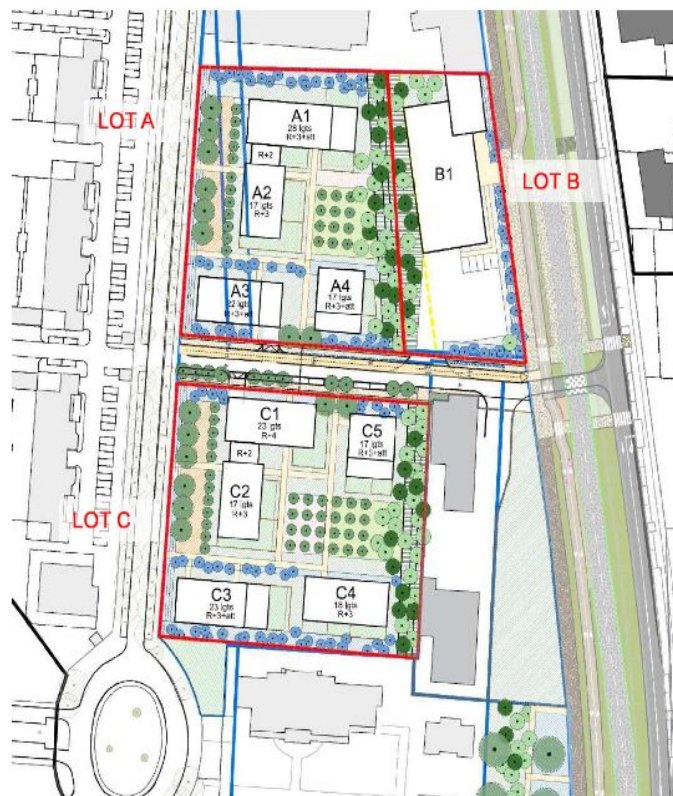 LOT A
A1
28 lgts
R+3+att
R+2
A2
17 lgts
R+3
A3
22 lgts
R+3+att
A4
17 lgts
R+3+att
B1
LOT B
C1
23 lgts
R+4
R+2
C5
17 lgts
R+3+att
C2
17 lgts
R+3
LOT C
C3
23 lgts
R+3+att
C4
18 lgts
R+3